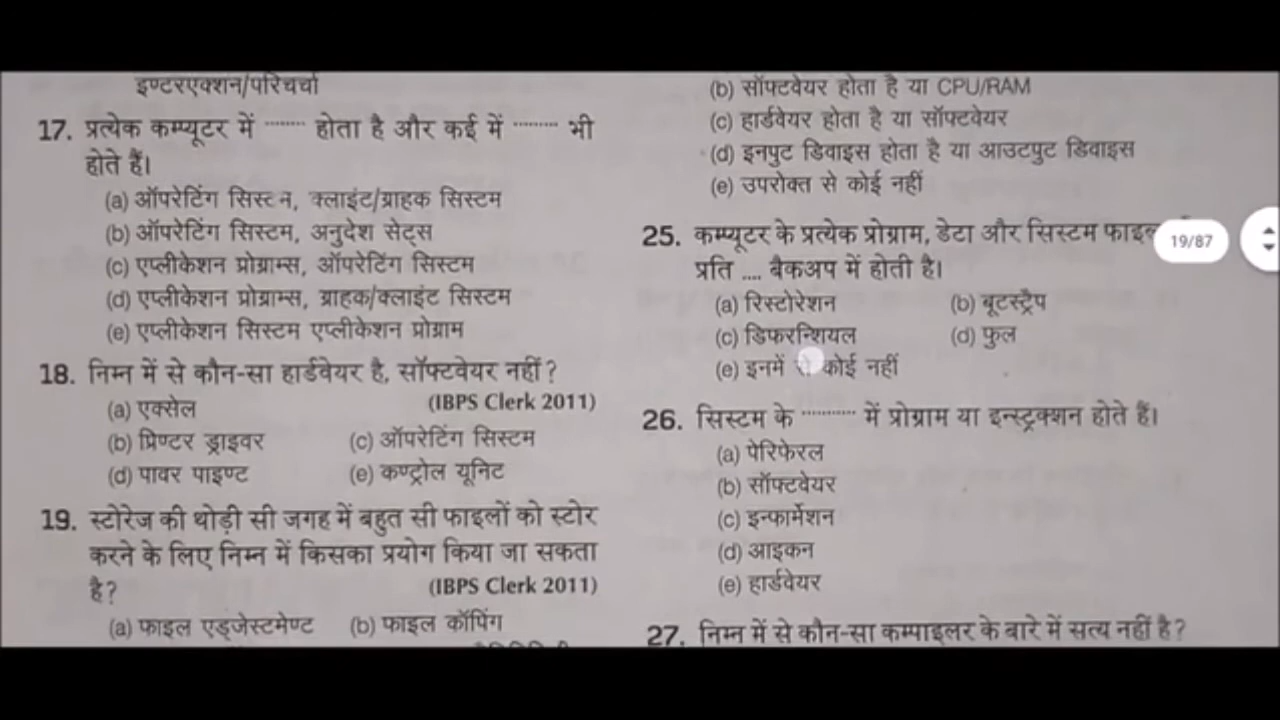 इण्टरएक्शन/परिचर्चा
17. प्रत्येक कम्प्यूटर में ········ होता है और कई में ········· भी
होते हैं।
(a) ऑपरेटिंग सिस्टम, क्लाइंट/ग्राहक सिस्टम
(b) ऑपरेटिंग सिस्टम, अनुदेश सेट्स
(c) एप्लीकेशन प्रोग्राम्स, ऑपरेटिंग सिस्टम
(d) एप्लीकेशन प्रोग्राम्स, ग्राहक/क्लाइंट सिस्टम
(e) एप्लीकेशन सिस्टम एप्लीकेशन प्रोग्राम
18. निम्न में से कौन-सा हार्डवेयर है, सॉफ्टवेयर नहीं?
(a) एक्सेल (IBPS Clerk 2011)
(b) प्रिण्टर ड्राइवर (c) ऑपरेटिंग सिस्टम
(d) पावर पाइण्ट (e) कण्ट्रोल यूनिट
19. स्टोरेज की थोड़ी सी जगह में बहुत सी फाइलों को स्टोर
करने के लिए निम्न में किसका प्रयोग किया जा सकता
है? (IBPS Clerk 2011)
(a) फाइल एड्जेस्टमेण्ट (b) फाइल कॉपिंग
(b) सॉफ्टवेयर होता है या CPU/RAM
(c) हार्डवेयर होता है या सॉफ्टवेयर
(d) इनपुट डिवाइस होता है या आउटपुट डिवाइस
(e) उपरोक्त से कोई नहीं
25. कम्प्यूटर के प्रत्येक प्रोग्राम, डेटा और सिस्टम फाइल
प्रति .... बैकअप में होती है।
(a) रिस्टोरेशन (b) बूटस्ट्रैप
(c) डिफरन्शियल (d) फुल
(e) इनमें से कोई नहीं
26. सिस्टम के ··········· में प्रोग्राम या इन्स्ट्रक्शन होते हैं।
(a) पेरिफेरल
(b) सॉफ्टवेयर
(c) इन्फार्मेशन
(d) आइकन
(e) हार्डवेयर
27. निम्न में से कौन-सा कम्पाइलर के बारे में सत्य नहीं है?
19/87